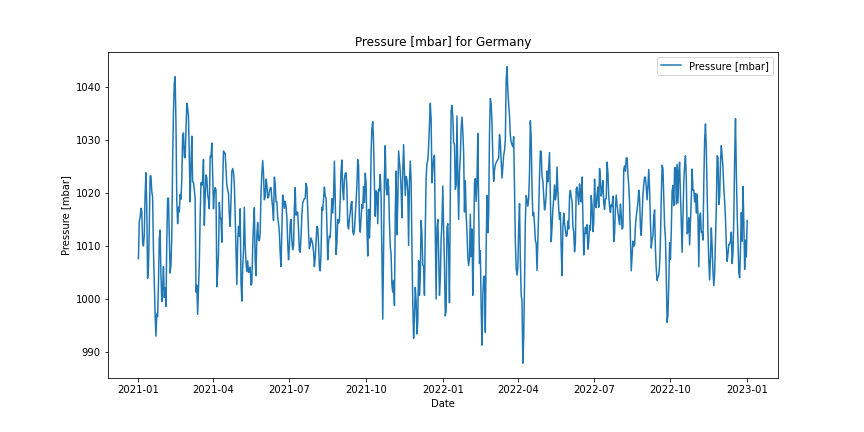 Pressure [mbar] for Germany
Pressure [mbar]
1040
1030
1020
1010
1000
990
Pressure [mbar]
2021-01 2021-04 2021-07 2021-10 2022-01 2022-04 2022-07 2022-10 2023-01
Date